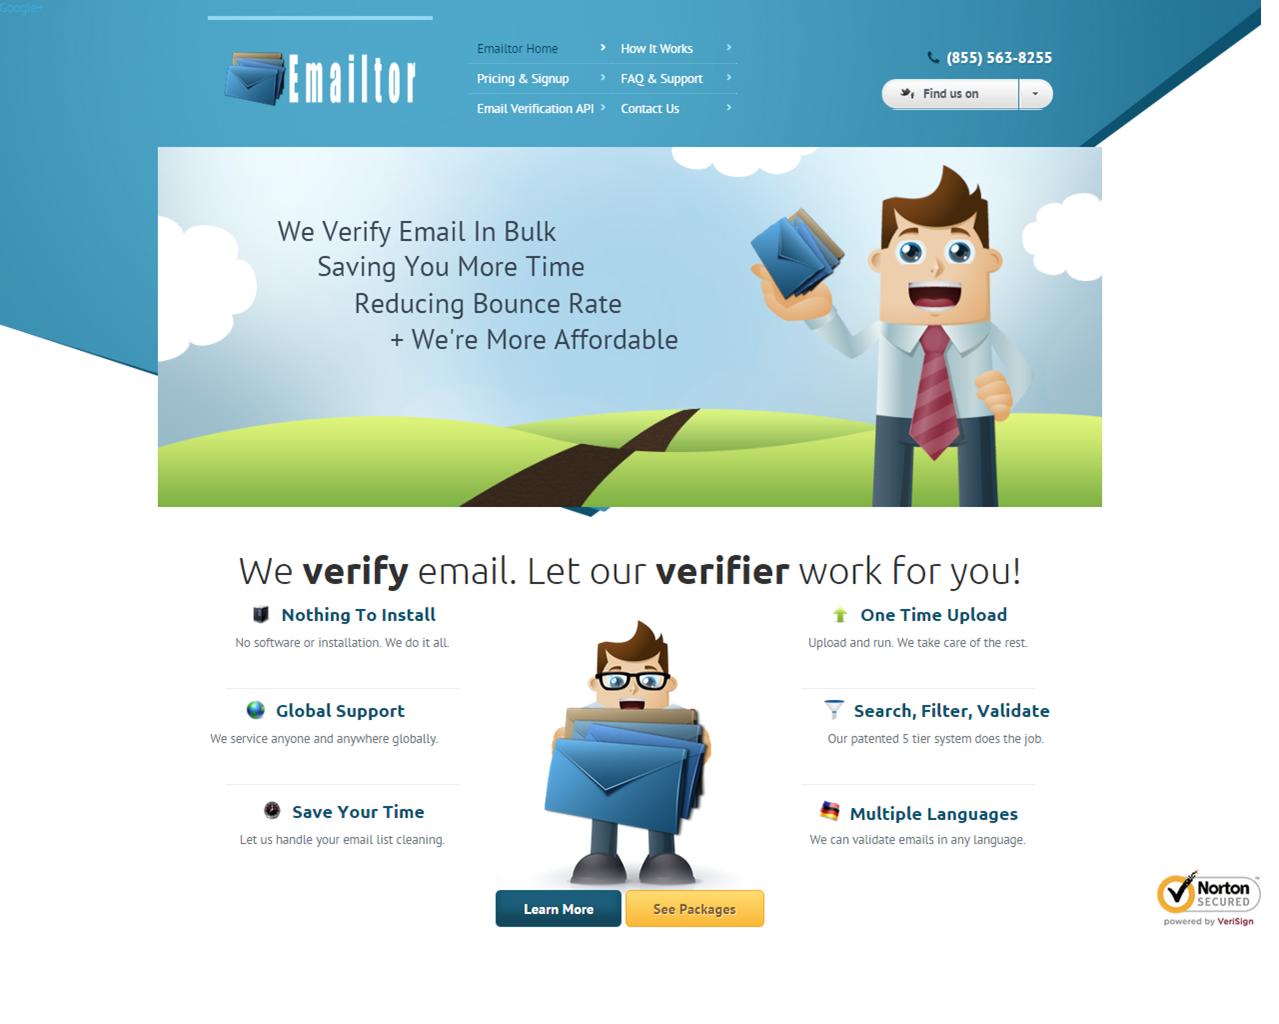 Google+
Emailtor
Emailtor Home
How It Works
Pricing & Signup
FAQ & Support
Email Verification API
Contact Us
(855) 563-8255
Find us on
We Verify Email In Bulk
Saving You More Time
Reducing Bounce Rate
+ We're More Affordable
We verify email. Let our verifier work for you!
Nothing To Install
No software or installation. We do it all.
Global Support
We service anyone and anywhere globally.
Save Your Time
Let us handle your email list cleaning.
One Time Upload
Upload and run. We take care of the rest.
Search, Filter, Validate
Our patented 5 tier system does the job.
Multiple Languages
We can validate emails in any language.
Learn More
See Packages
Norton
SECURED
powered by VeriSign